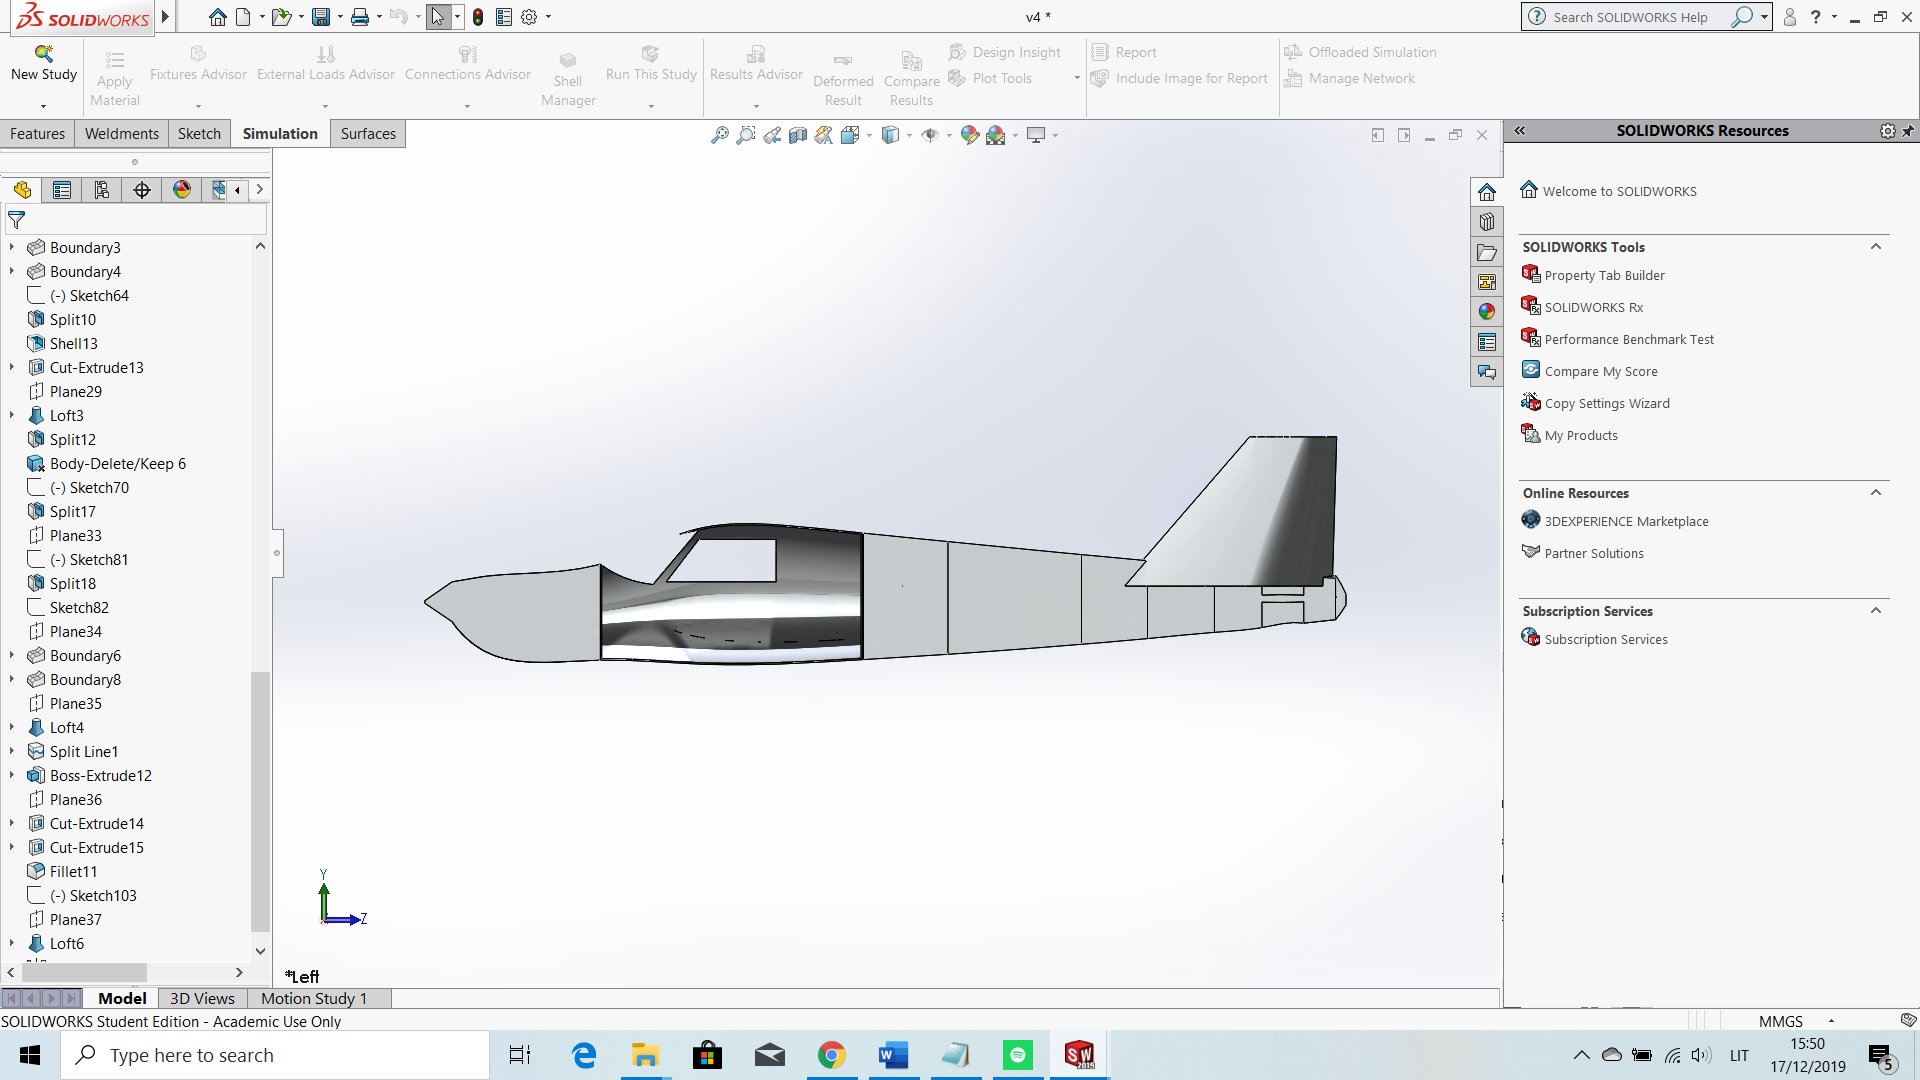 SOLIDWORKS
v4 *
Search SOLIDWORKS Help
?
New Study
Apply
Material
Fixtures Advisor
External Loads Advisor
Connections Advisor
Shell
Manager
Run This Study
Results Advisor
Deformed
Result
Compare
Results
Design Insight
Plot Tools
Report
Include Image for Report
Offloaded Simulation
Manage Network
Features
Weldments
Sketch
Simulation
Surfaces
Boundary3
Boundary4
(-) Sketch64
Split10
Shell13
Cut-Extrude13
Plane29
Loft3
Split12
Body-Delete/Keep 6
(-) Sketch70
Split17
Plane33
(-) Sketch81
Split18
Sketch82
Plane34
Boundary6
Boundary8
Plane35
Loft4
Split Line1
Boss-Extrude12
Plane36
Cut-Extrude14
Cut-Extrude15
Fillet11
(-) Sketch103
Plane37
Loft6
Y
Z
*Left
SOLIDWORKS Resources
Welcome to SOLIDWORKS
SOLIDWORKS Tools
Property Tab Builder
SOLIDWORKS Rx
Performance Benchmark Test
Compare My Score
Copy Settings Wizard
My Products
Online Resources
3DEXPERIENCE Marketplace
Partner Solutions
Subscription Services
Subscription Services
Model
3D Views
Motion Study 1
SOLIDWORKS Student Edition - Academic Use Only
MMGS
Type here to search
LIT
15:50
17/12/2019
5